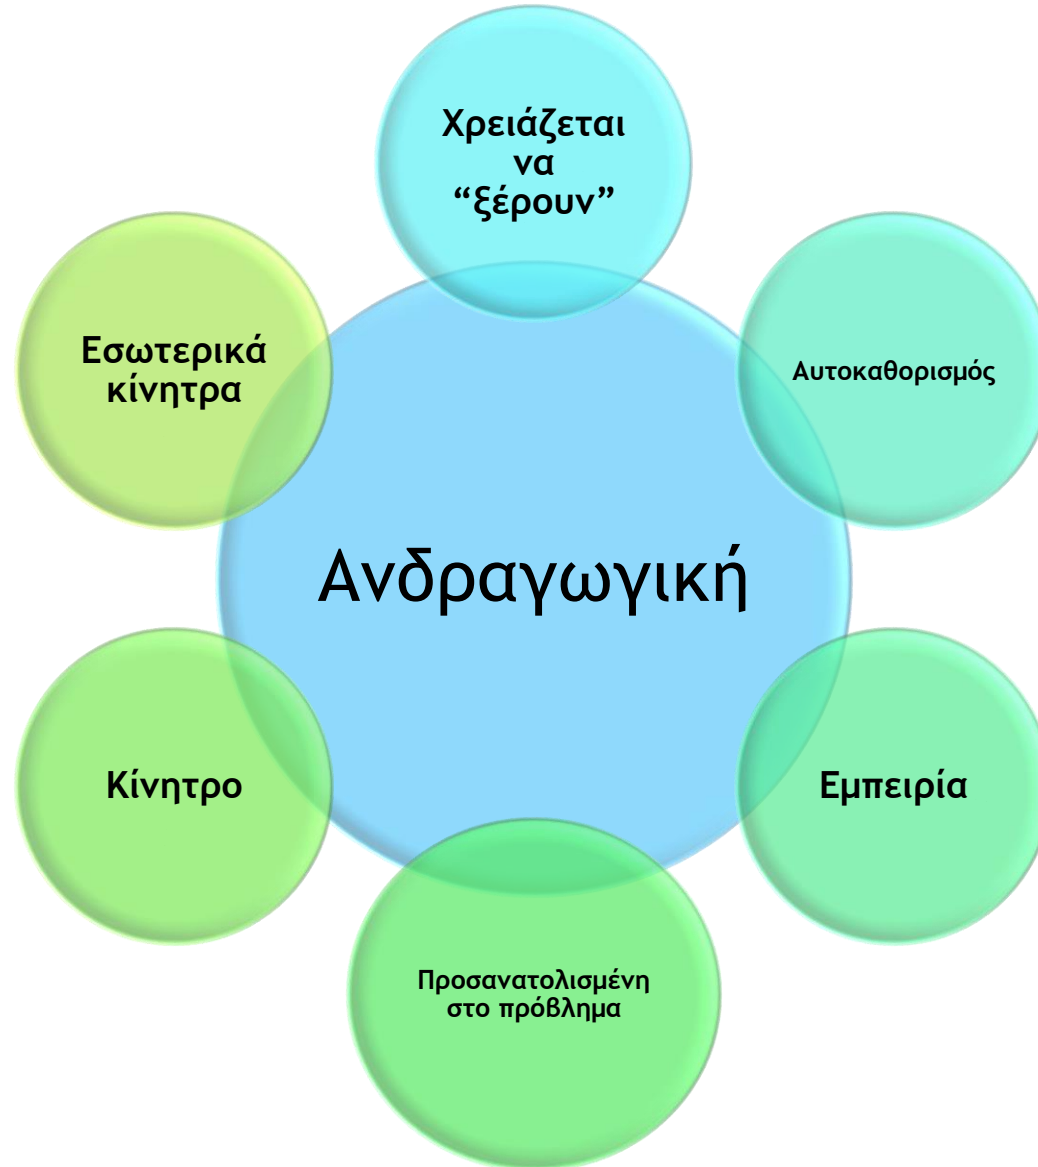 Χρειάζεται
να
“ξέρουν”
Εσωτερικά
κίνητρα
Αυτοκαθορισμός
Ανδραγωγική
Κίνητρο
Εμπειρία
Προσανατολισμένη
στο πρόβλημα